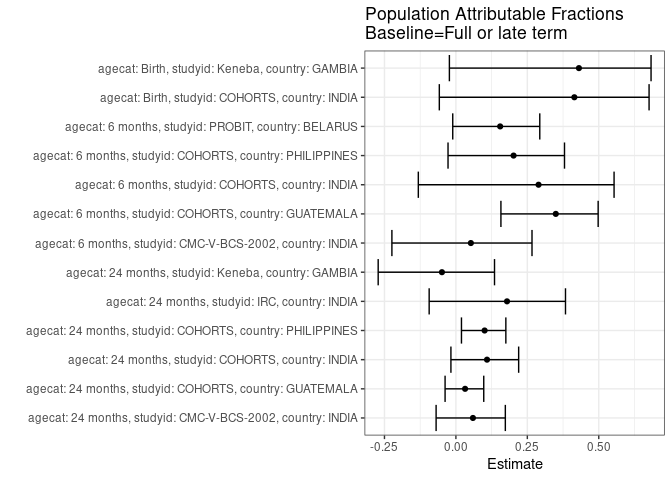 Population Attributable Fractions
Baseline=Full or late term
agecat: Birth, studyid: Keneba, country: GAMBIA
agecat: Birth, studyid: COHORTS, country: INDIA
agecat: 6 months, studyid: PROBIT, country: BELARUS
agecat: 6 months, studyid: COHORTS, country: PHILIPPINES
agecat: 6 months, studyid: COHORTS, country: INDIA
agecat: 6 months, studyid: COHORTS, country: GUATEMALA
agecat: 6 months, studyid: CMC-V-BCS-2002, country: INDIA
agecat: 24 months, studyid: Keneba, country: GAMBIA
agecat: 24 months, studyid: IRC, country: INDIA
agecat: 24 months, studyid: COHORTS, country: PHILIPPINES
agecat: 24 months, studyid: COHORTS, country: INDIA
agecat: 24 months, studyid: COHORTS, country: GUATEMALA
agecat: 24 months, studyid: CMC-V-BCS-2002, country: INDIA
-0.25 0.00 0.25 0.50
Estimate